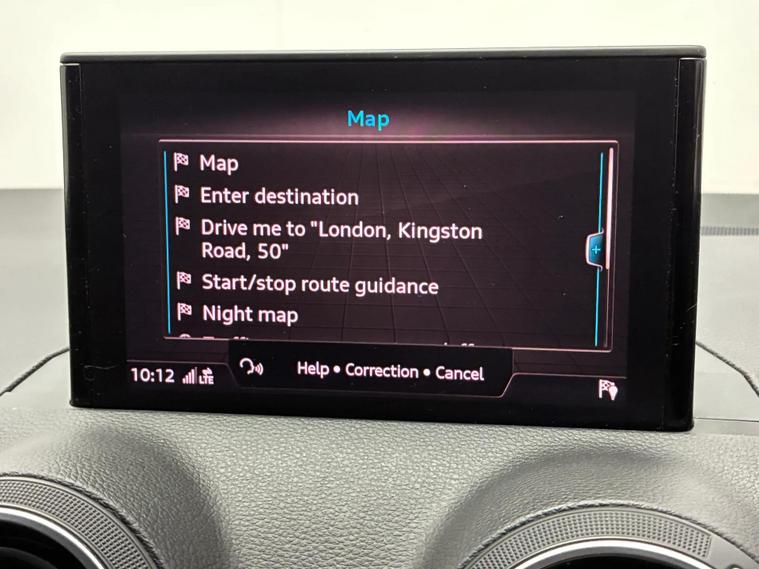 Map
Map
Enter destination
Drive me to "London, Kingston
Road, 50"
Start/stop route guidance
Night map
Help • Correction • Cancel
10:12 LTE